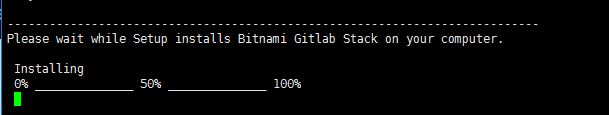 --------------------------------------------------------------------------
Please wait while Setup installs Bitnami Gitlab Stack on your computer.
Installing
0% ______________ 50% ______________ 100%